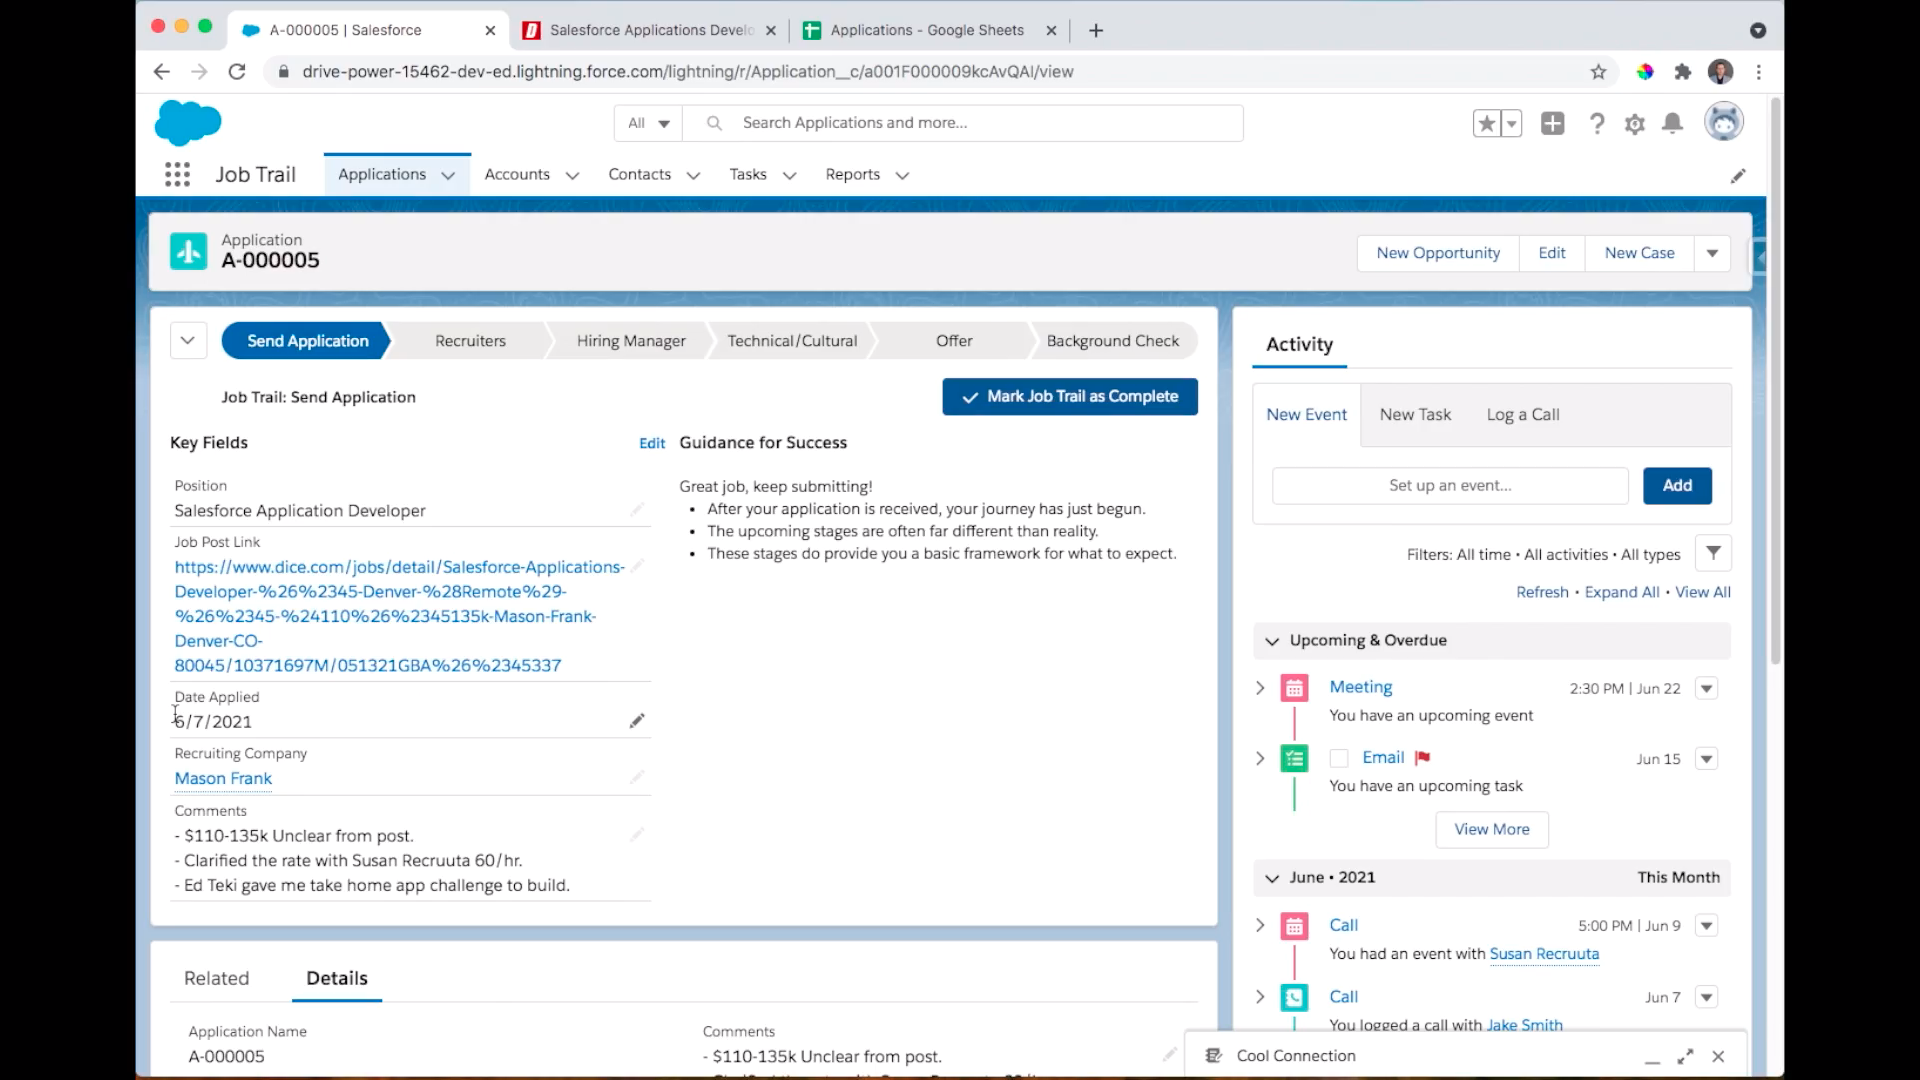 A-000005 | Salesforce
Salesforce Applications Develo
Applications - Google Sheets
drive-power-15462-dev-ed.lightning.force.com/lightning/r/Application__c/a001F000009kcAvQAI/view
All
Search Applications and more...
Job Trail
Applications
Accounts
Contacts
Tasks
Reports
Application
A-000005
New Opportunity
Edit
New Case
Send Application
Recruiters
Hiring Manager
Technical/Cultural
Offer
Background Check
Job Trail: Send Application
Mark Job Trail as Complete
Key Fields
Edit
Position
Salesforce Application Developer
Job Post Link
https://www.dice.com/jobs/detail/Salesforce-Applications-
Developer-%26%2345-Denver-%28Remote%29-
%26%2345-%24110%26%2345135k-Mason-Frank-
Denver-CO-
80045/10371697M/051321GBA%26%2345337
Date Applied
6/7/2021
Recruiting Company
Mason Frank
Comments
- $110-135k Unclear from post.
- Clarified the rate with Susan Recruuta 60/hr.
- Ed Teki gave me take home app challenge to build.
Guidance for Success
Great job, keep submitting!
• After your application is received, your journey has just begun.
• The upcoming stages are often far different than reality.
• These stages do provide you a basic framework for what to expect.
Related
Details
Application Name
A-000005
Comments
- $110-135k Unclear from post.
Activity
New Event
New Task
Log a Call
Set up an event...
Add
Filters: All time • All activities • All types
Refresh • Expand All • View All
Upcoming & Overdue
Meeting
2:30 PM | Jun 22
You have an upcoming event
Email
Jun 15
You have an upcoming task
View More
June • 2021
This Month
Call
5:00 PM | Jun 9
You had an event with Susan Recruuta
Call
Jun 7
You logged a call with Jake Smith
Cool Connection